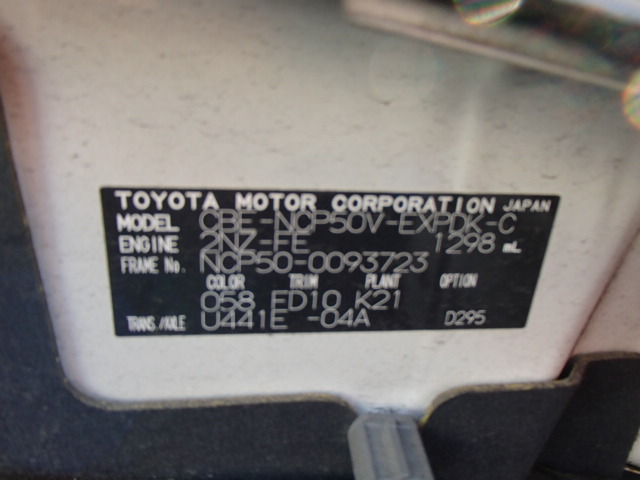 TOYOTA MOTOR CORPORATION JAPAN
MODEL CBE-NCP50V-EXPDK-C
ENGINE 2NZ-FE 1298 mL
FRAME No. NCP50-0093723
COLOR TRIM PLANT OPTION
058 ED10 K21
TRANS./AXLE U441E -04A D295